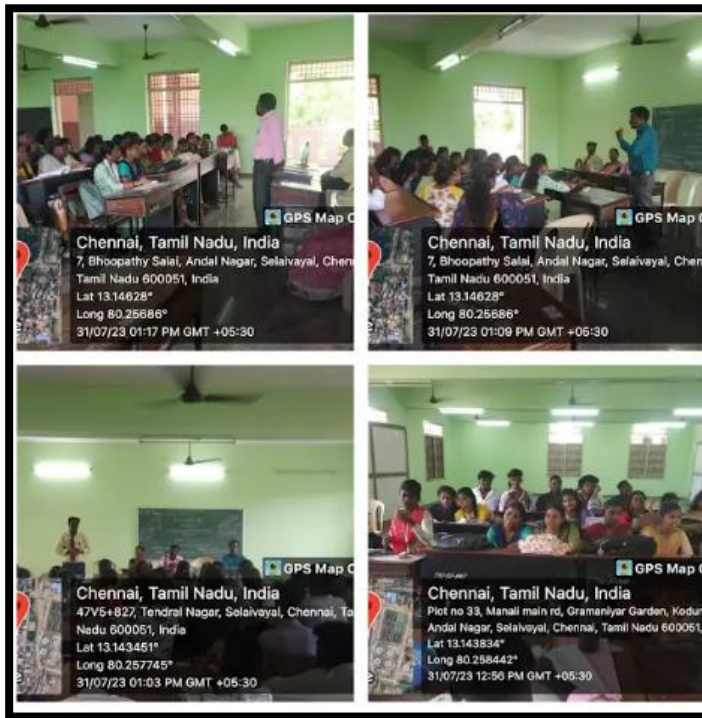 GPS Map C
Chennai, Tamil Nadu, India
7, Bhoopathy Salai, Andal Nagar, Selaivayal, Chen
Tamil Nadu 600051, India
Lat 13.14628°
Long 80.25686°
31/07/23 01:17 PM GMT +05:30
GPS Map C
Chennai, Tamil Nadu, India
7, Bhoopathy Salai, Andal Nagar, Selaivayal, Chen
Tamil Nadu 600051, India
Lat 13.14628°
Long 80.25686°
31/07/23 01:09 PM GMT +05:30
GPS Map C
Chennai, Tamil Nadu, India
47V5+827, Tendral Nagar, Selaivayal, Chennai, Ta
Nadu 600051, India
Lat 13.143451°
Long 80.257745°
31/07/23 01:03 PM GMT +05:30
GPS Map C
Chennai, Tamil Nadu, India
Plot no 33, Manali main rd, Gramaniyar Garden, Kodun
Andal Nagar, Selaivayal, Chennai, Tamil Nadu 600051,
Lat 13.143834°
Long 80.258442°
31/07/23 12:56 PM GMT +05:30